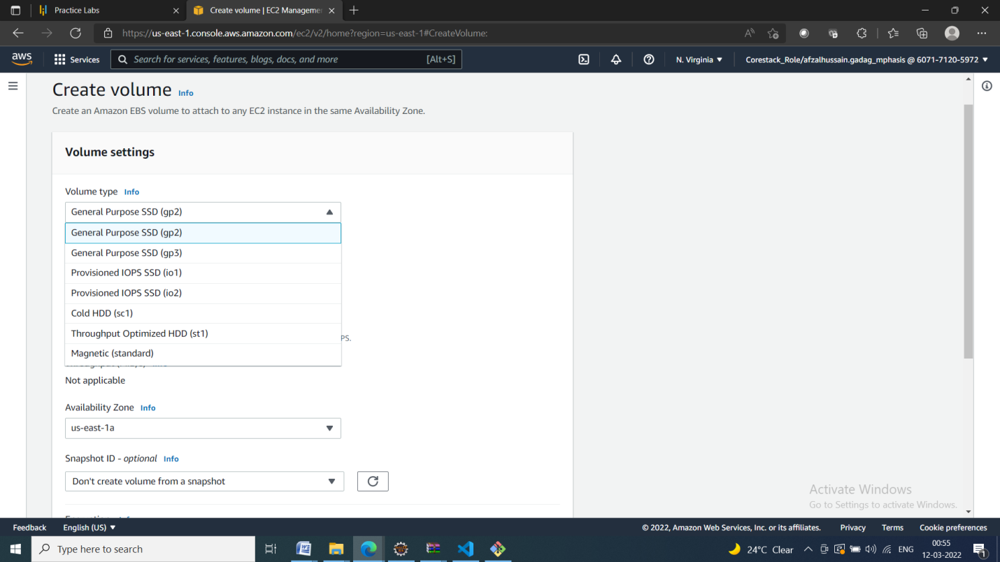 Practice Labs
Create volume | EC2 Manageme
https://us-east-1.console.aws.amazon.com/ec2/v2/home?region=us-east-1#CreateVolume:
aws
Services
Search for services, features, blogs, docs, and more
[Alt+S]
N. Virginia
Corestack_Role/afzalhussain.gadag_mphasis @ 6071-7120-5972
Create volume Info
Create an Amazon EBS volume to attach to any EC2 instance in the same Availability Zone.
Volume settings
Volume type Info
General Purpose SSD (gp2)
General Purpose SSD (gp2)
General Purpose SSD (gp3)
Provisioned IOPS SSD (io1)
Provisioned IOPS SSD (io2)
Cold HDD (sc1)
Throughput Optimized HDD (st1)
PS.
Magnetic (standard)
Not applicable
Availability Zone Info
us-east-1a
Snapshot ID - optional Info
Don't create volume from a snapshot
Activate Windows
Go to Settings to activate Windows.
Feedback
English (US)
© 2022, Amazon Web Services, Inc. or its affiliates.
Privacy
Terms
Cookie preferences
Type here to search
24°C Clear
ENG
00:55
12-03-2022
1